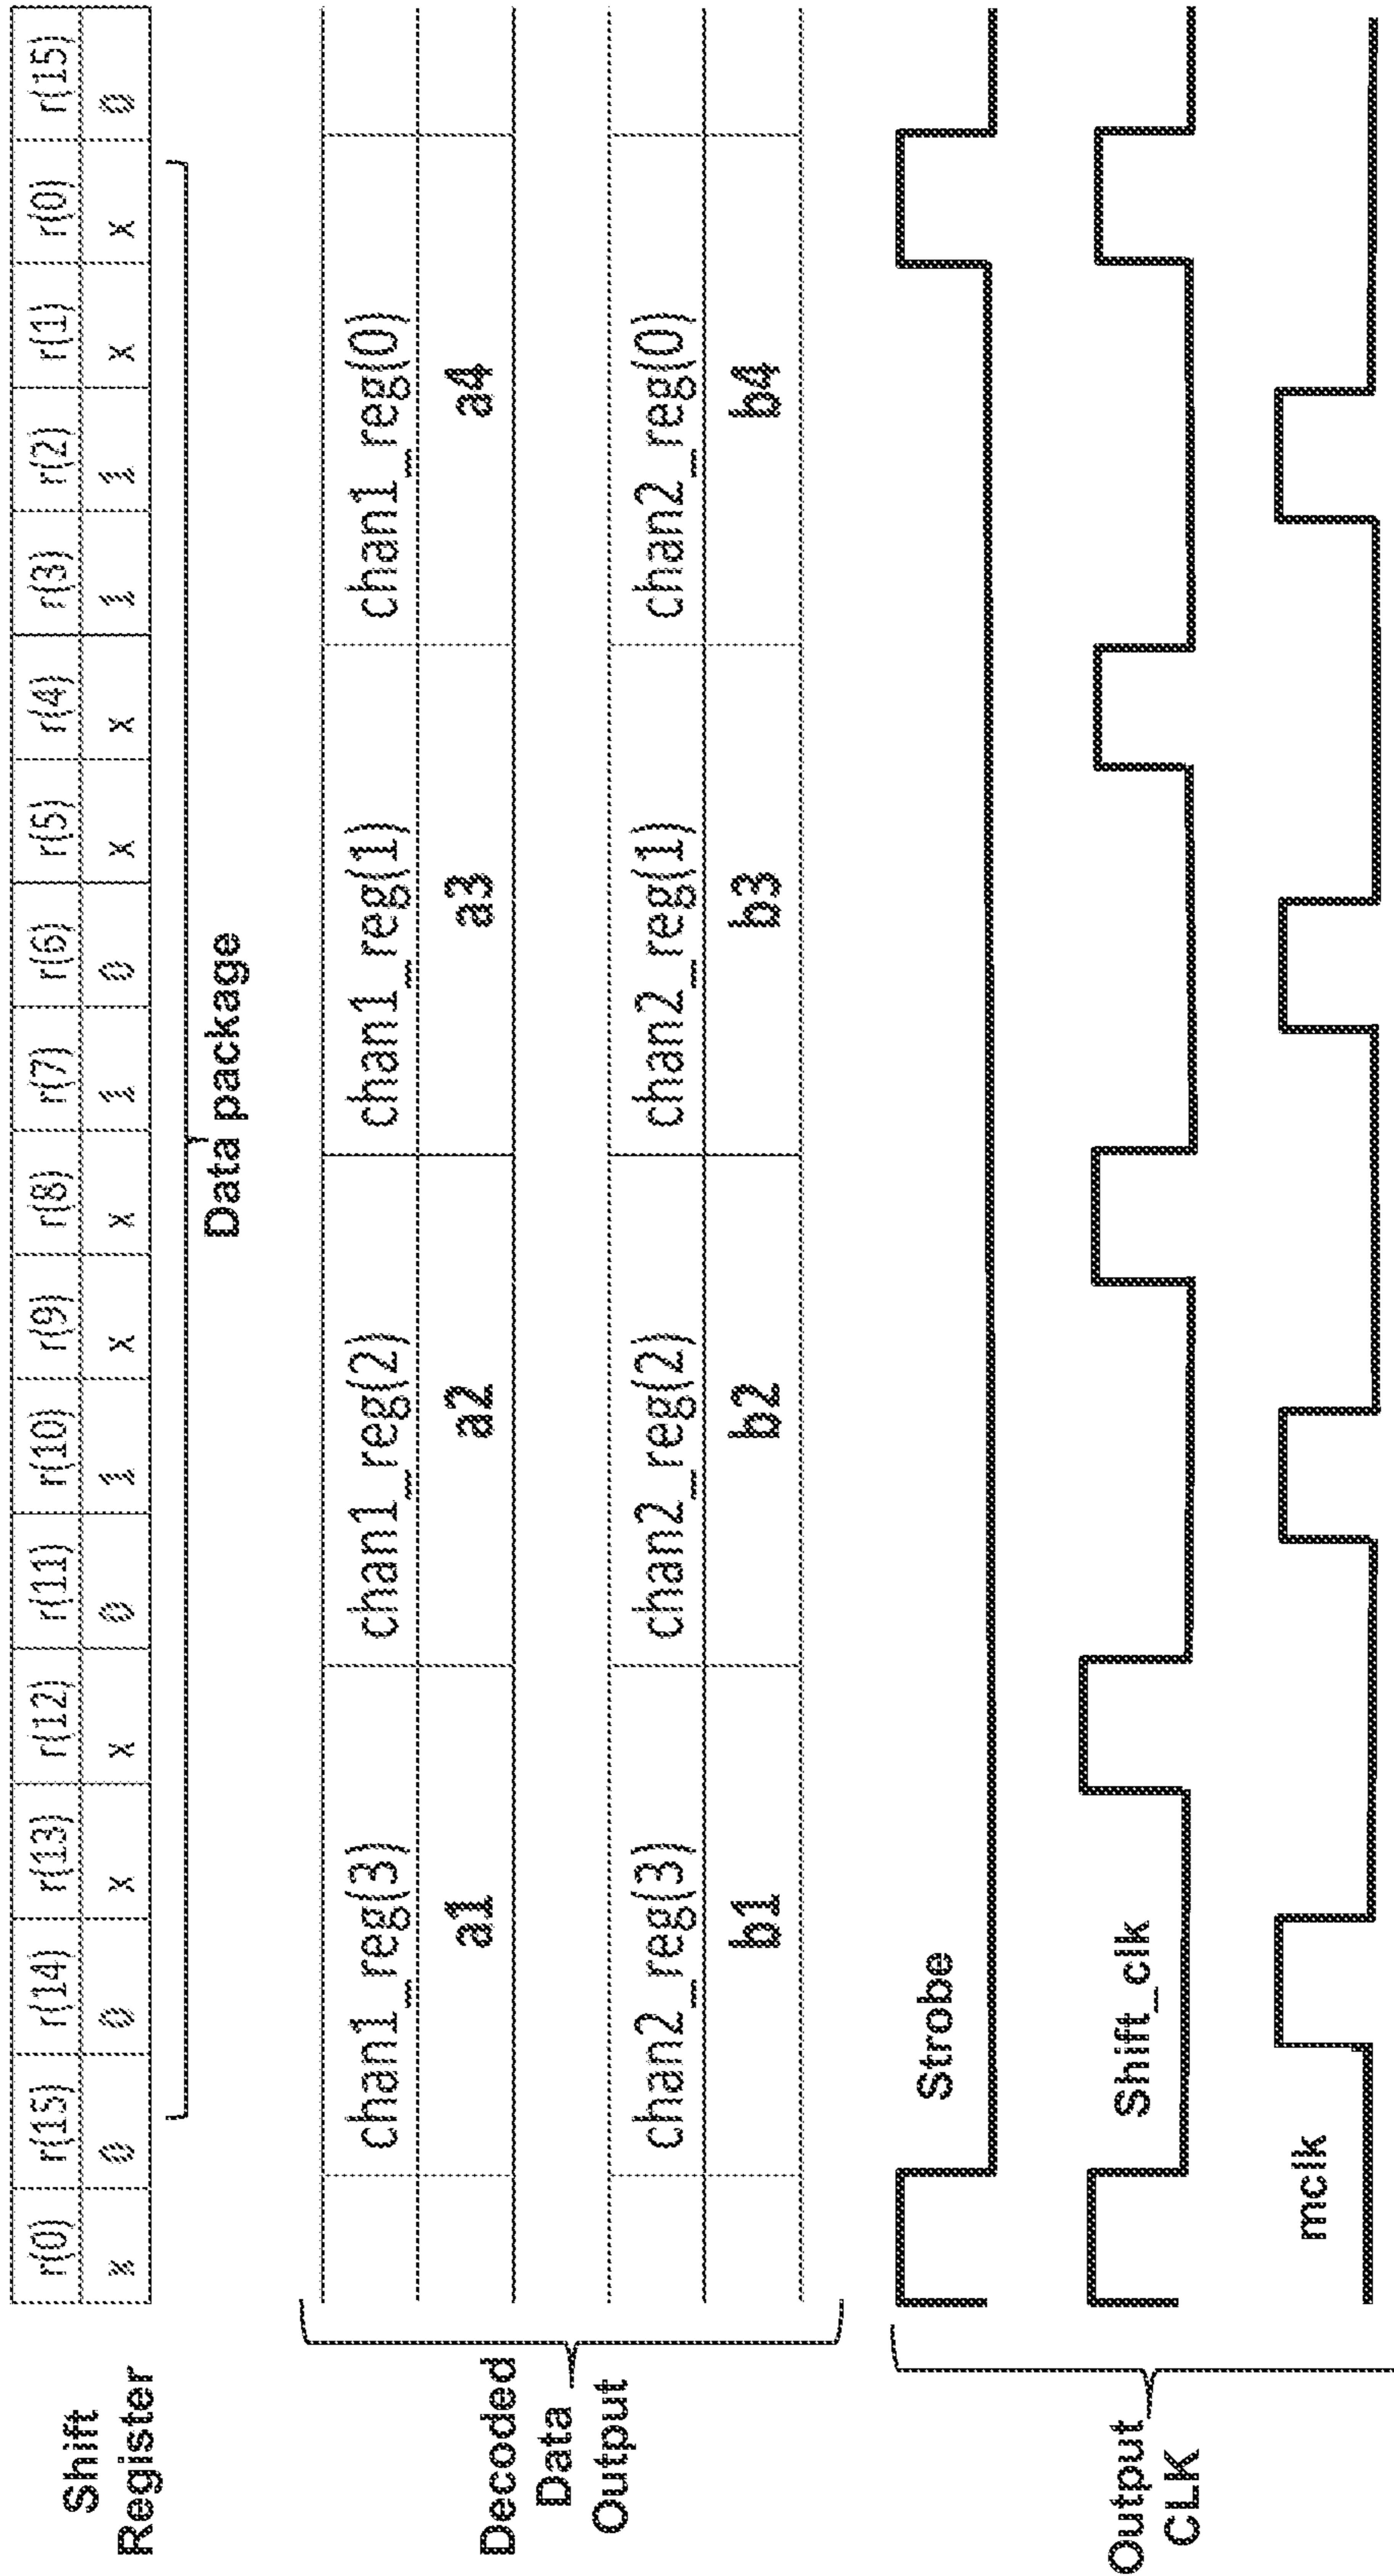 Shift
Register
r(0) r(15) r(14) r(13) r(12) r(11) r(10) r(9) r(8) r(7) r(6) r(5) r(4) r(3) r(2) r(1) r(0) r(15)
x 0 0 x x 0 1 x x 1 0 x x 1 1 x x 0
Data package
Decoded
Data
Output
chan1_reg(3) chan1_reg(2) chan1_reg(1) chan1_reg(0)
a1 a2 a3 a4
chan2_reg(3) chan2_reg(2) chan2_reg(1) chan2_reg(0)
b1 b2 b3 b4
Output
CLK
Strobe
Shift_clk
mclk